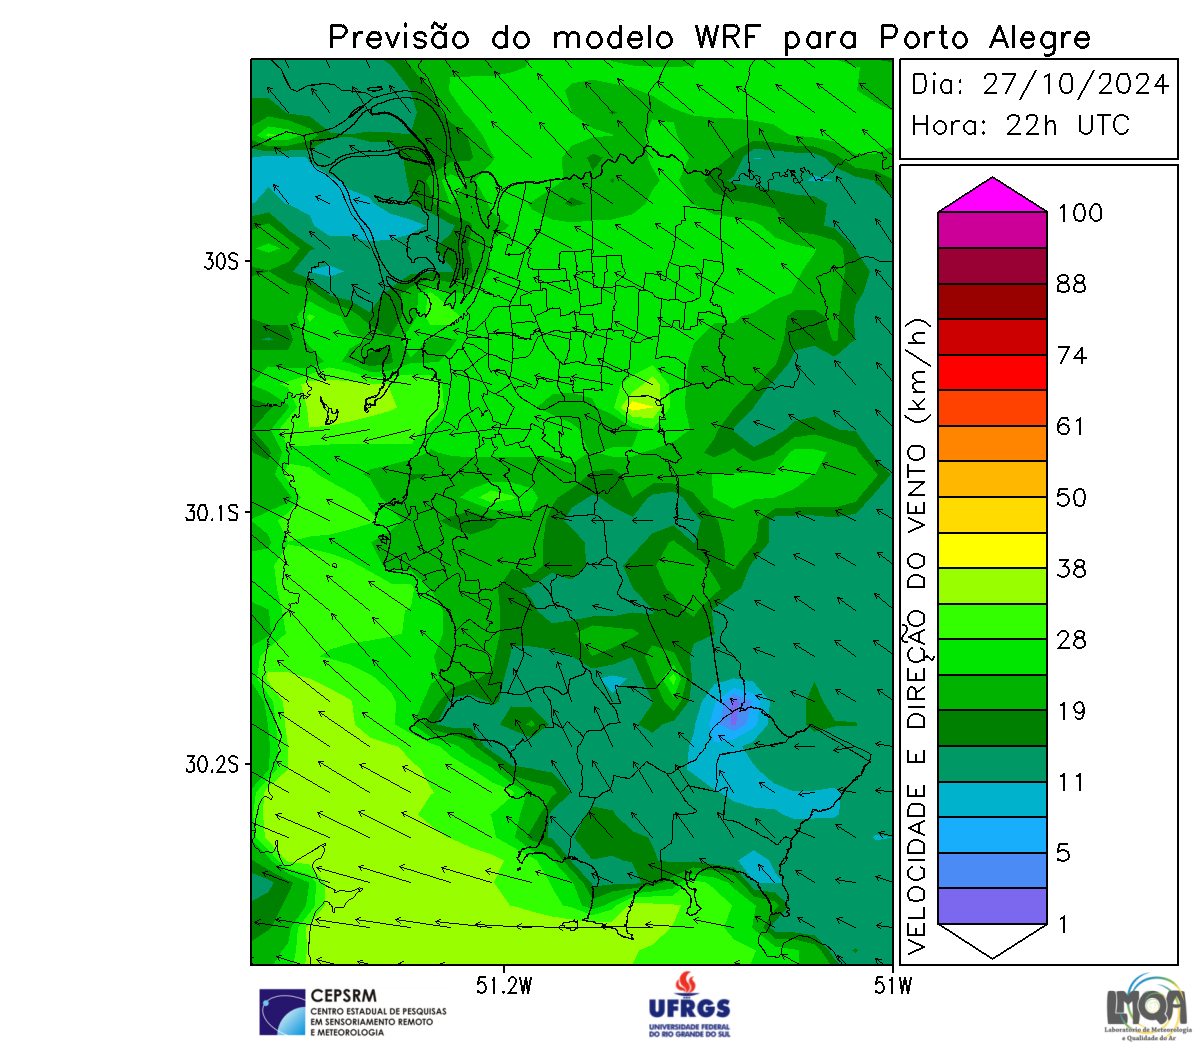 Previsão do modelo WRF para Porto Alegre
Dia: 27/10/2024
Hora: 22h UTC
100
88
74
61
50
38
28
19
11
5
1
VELOCIDADE E DIREÇÃO DO VENTO (km/h)
30S
30.1S
30.2S
51.2W
51W
CEPSRM
CENTRO ESTADUAL DE PESQUISAS
EM SENSORIAMENTO REMOTO
E METEOROLOGIA
UFRGS
UNIVERSIDADE FEDERAL
DO RIO GRANDE DO SUL
LMQA
Laboratório de Meteorologia
e Qualidade do Ar